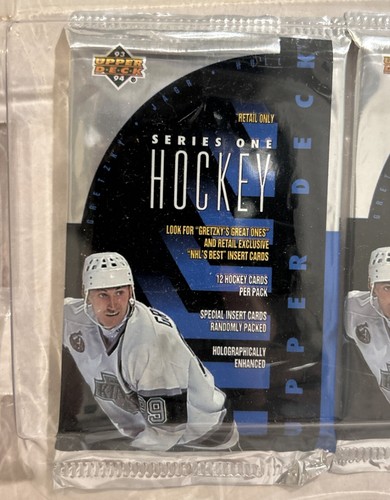 93
UPPER
D·E·C·K
94
RETAIL ONLY
SERIES ONE
HOCKEY
LOOK FOR "GRETZKY'S GREAT ONES"
AND RETAIL EXCLUSIVE
"NHL'S BEST" INSERT CARDS
12 HOCKEY CARDS
PER PACK
SPECIAL INSERT CARDS
RANDOMLY PACKED
HOLOGRAPHICALLY
ENHANCED
UPPER DECK
KINGS